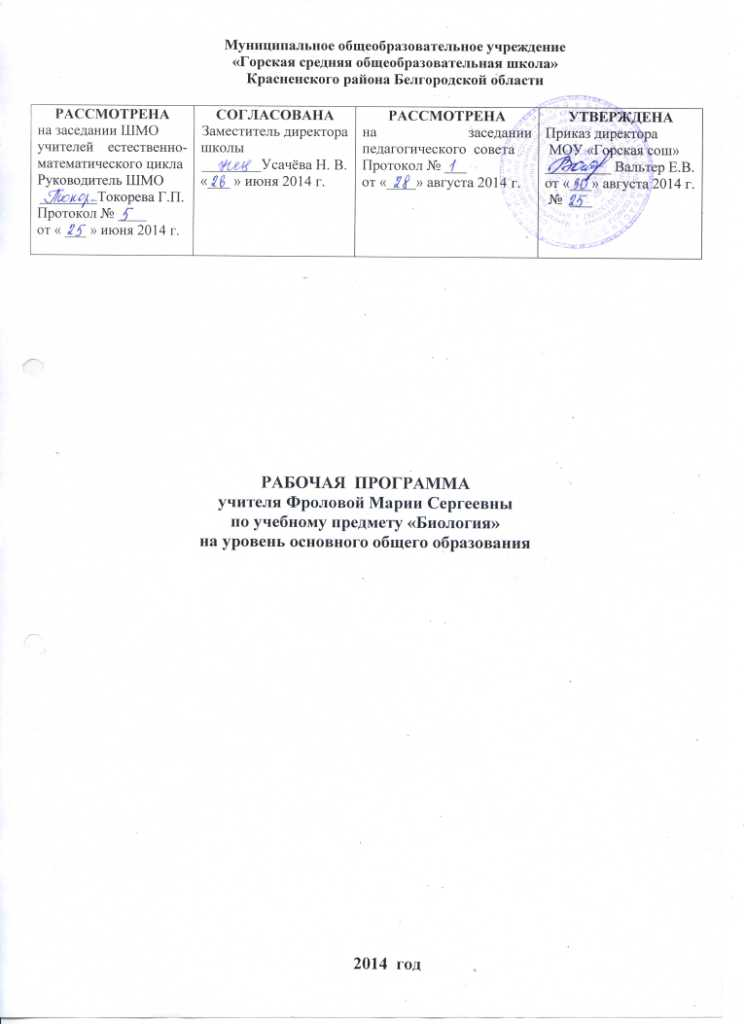 Муниципальное общеобразовательное учреждение
«Горская средняя общеобразовательная школа»
Красненского района Белгородской области
РАССМОТРЕНА
на заседании ШМО
учителей естественно-
математического цикла
Руководитель ШМО
Токорева Г.П.
Протокол № 5
от « 25 » июня 2014 г.
СОГЛАСОВАНА
Заместитель директора
школы
Усачёва Н. В.
« 26 » июня 2014 г.
РАССМОТРЕНА
на заседании
педагогического совета
Протокол № 1
от « 28 » августа 2014 г.
УТВЕРЖДЕНА
Приказ директора
МОУ «Горская сош»
Вальтер Е.В.
от « 30 » августа 2014 г.
№ 25
РАБОЧАЯ ПРОГРАММА
учителя Фроловой Марии Сергеевны
по учебному предмету «Биология»
на уровень основного общего образования
2014 год